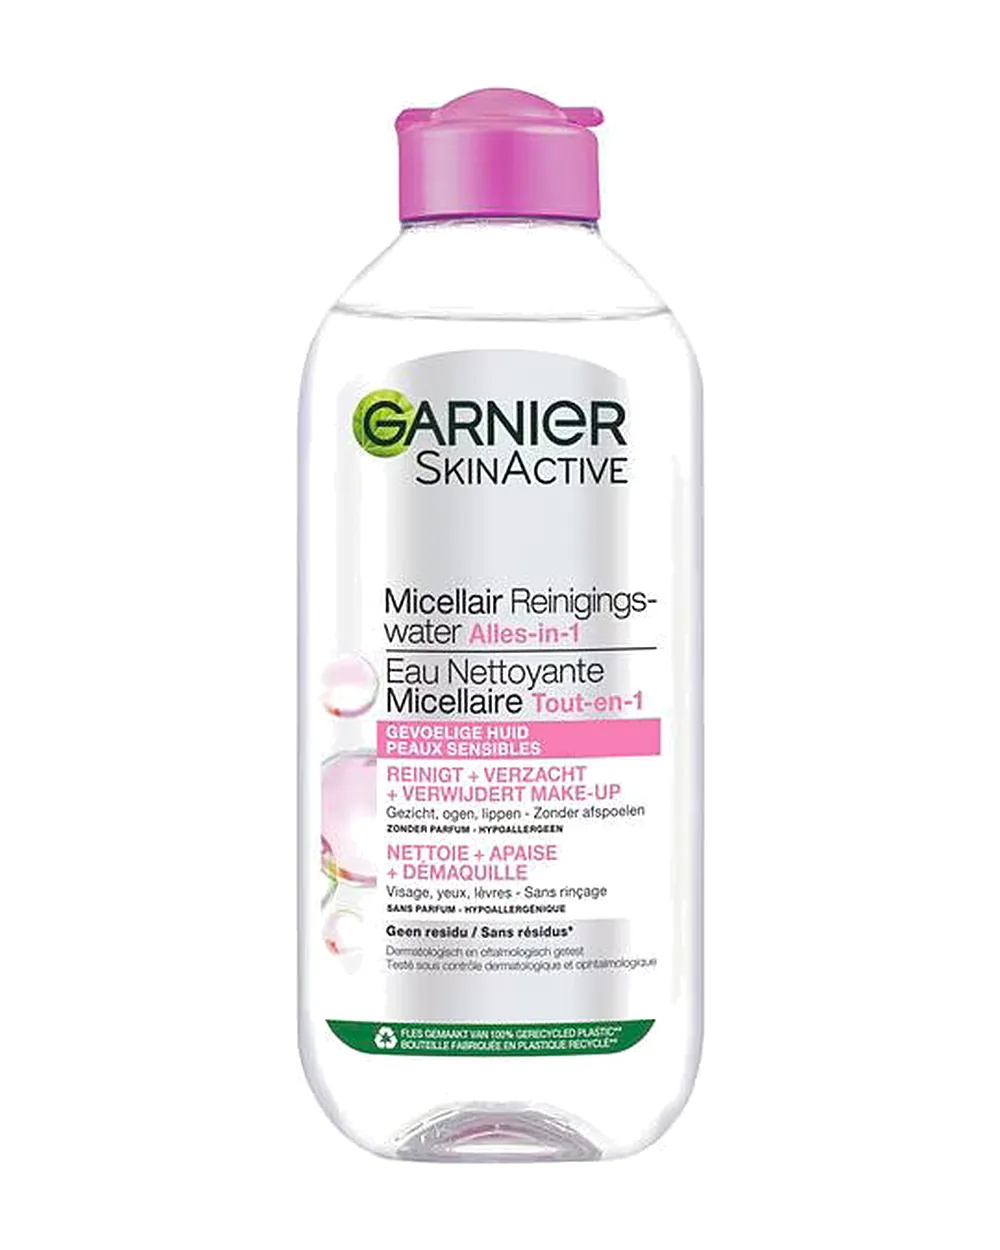 GARNIER
SKINACTIVE
Micellair Reinigings-
water Alles-in-1
Eau Nettoyante
Micellaire Tout-en-1
GEVOELIGE HUID
PEAUX SENSIBLES
REINIGT + VERZACHT
+ VERWIJDERT MAKE-UP
Gezicht, ogen, lippen - Zonder afspoelen
ZONDER PARFUM - HYPOALLERGEEN
NETTOIE + APAISE
+ DÉMAQUILLE
Visage, yeux, lèvres - Sans rinçage
SANS PARFUM - HYPOALLERGÉNIQUE
Geen residu / Sans résidus*
Dermatologisch en oftalmologisch getest
Testé sous contrôle dermatologique et ophtalmologique
FLES GEMAAKT VAN 100% GERECYCLED PLASTIC**
BOUTEILLE FABRIQUÉE EN PLASTIQUE RECYCLÉ**